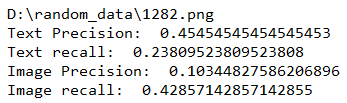 D:\random_data\1282.png
Text Precision:  0.45454545454545453
Text recall:  0.23809523809523808
Image Precision:  0.10344827586206896
Image recall:  0.42857142857142855